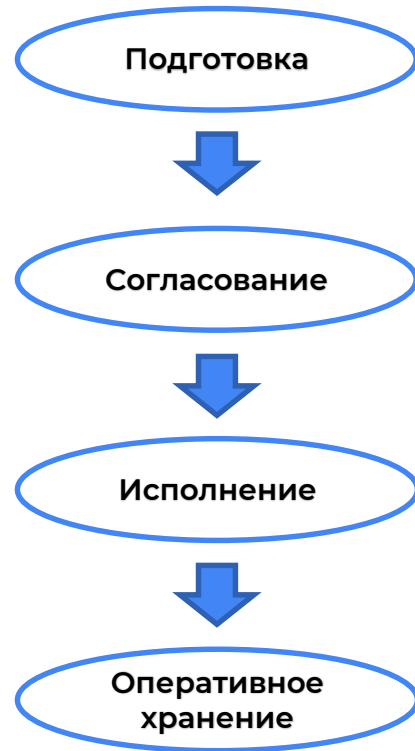 Подготовка
Согласование
Исполнение
Оперативное
хранение